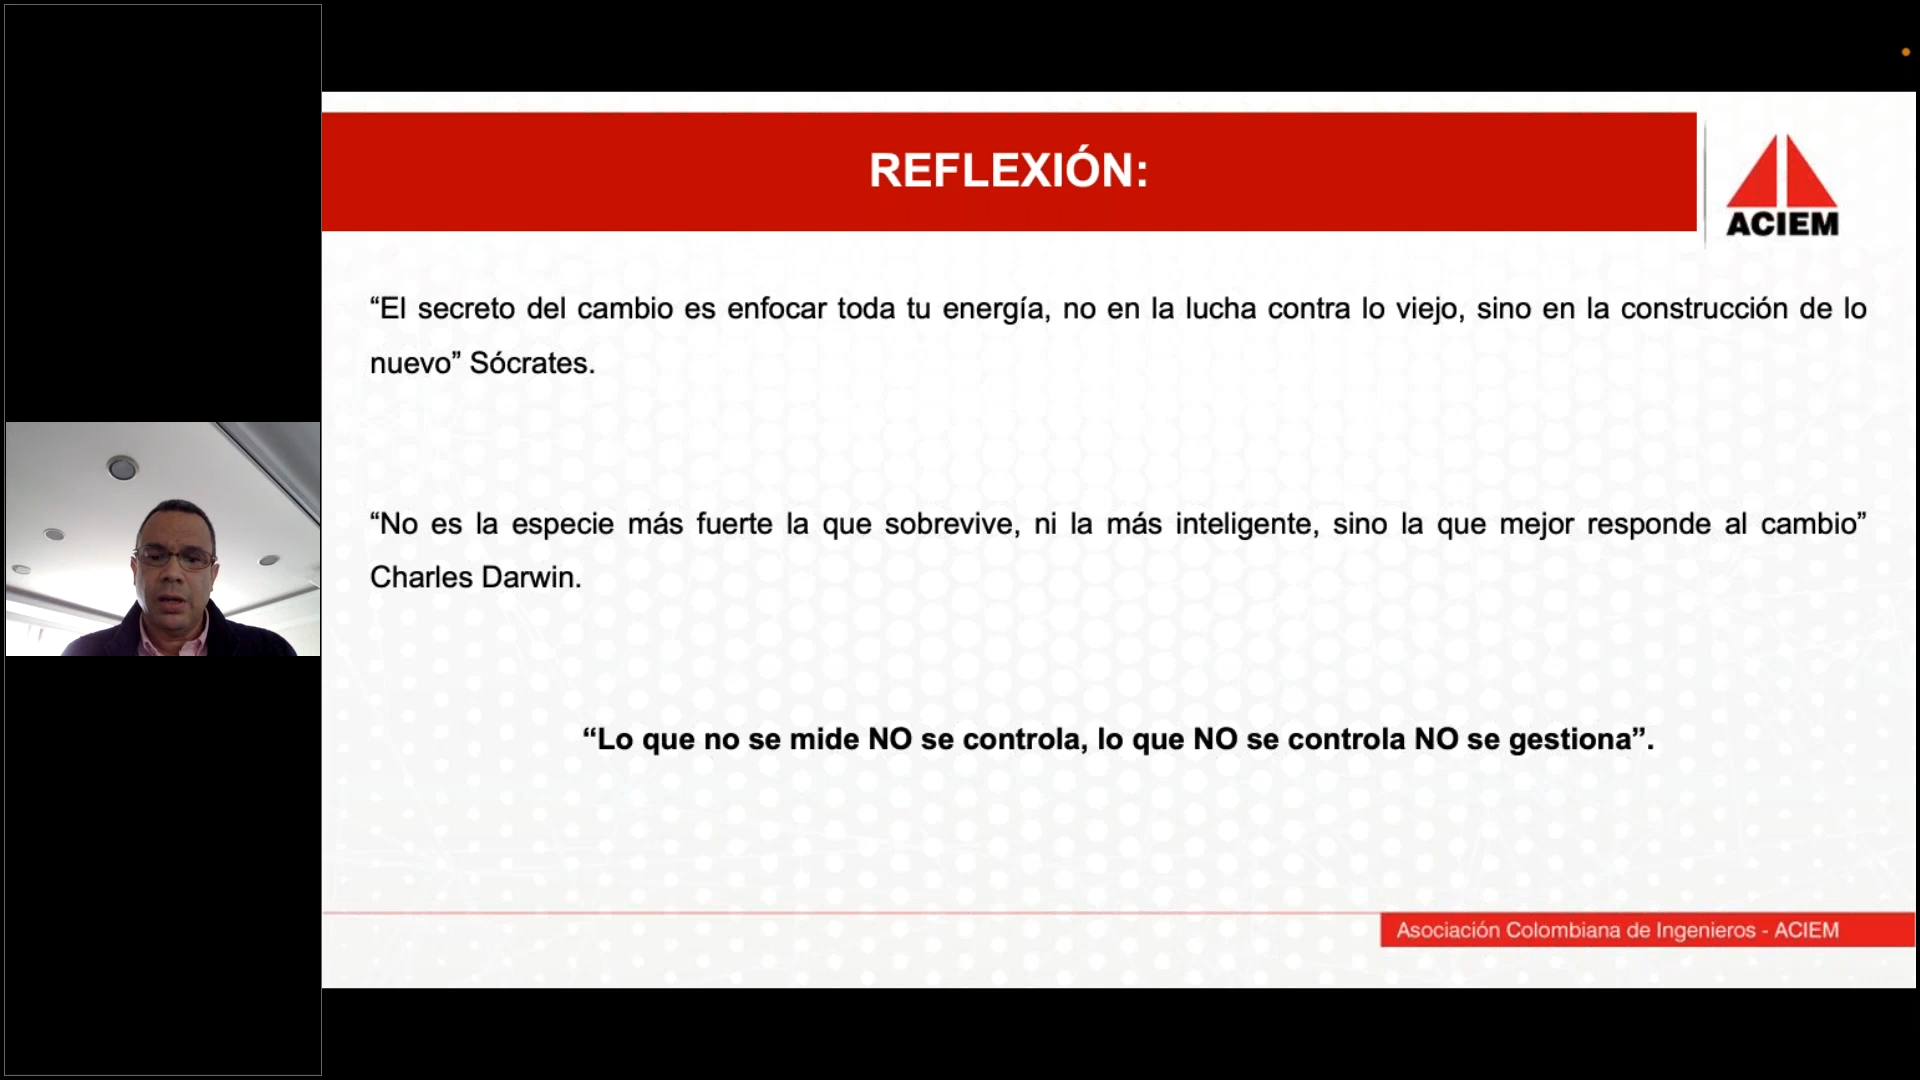 REFLEXIÓN:
ACIEM
“El secreto del cambio es enfocar toda tu energía, no en la lucha contra lo viejo, sino en la construcción de lo
nuevo” Sócrates.
“No es la especie más fuerte la que sobrevive, ni la más inteligente, sino la que mejor responde al cambio”
Charles Darwin.
“Lo que no se mide NO se controla, lo que NO se controla NO se gestiona”.
Asociación Colombiana de Ingenieros - ACIEM